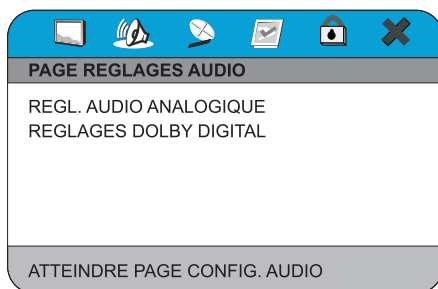 PAGE REGLAGES AUDIO
REGL. AUDIO ANALOGIQUE
REGLAGES DOLBY DIGITAL
ATTEINDRE PAGE CONFIG. AUDIO